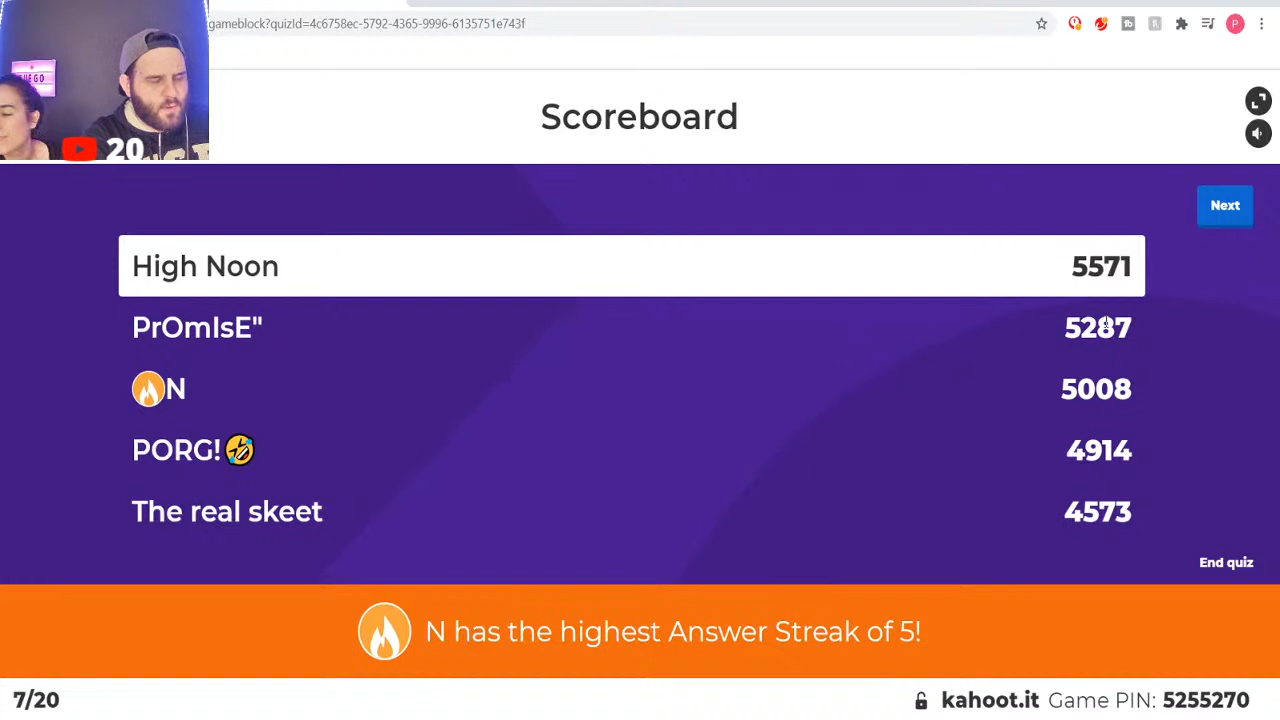 gameblock?quizId=4c6758ec-5792-4365-9996-6135751e743f
20
Scoreboard
Next
High Noon 5571
PrOmIsE" 5287
N 5008
PORG!🤣 4914
The real skeet 4573
End quiz
N has the highest Answer Streak of 5!
7/20
kahoot.it Game PIN: 5255270